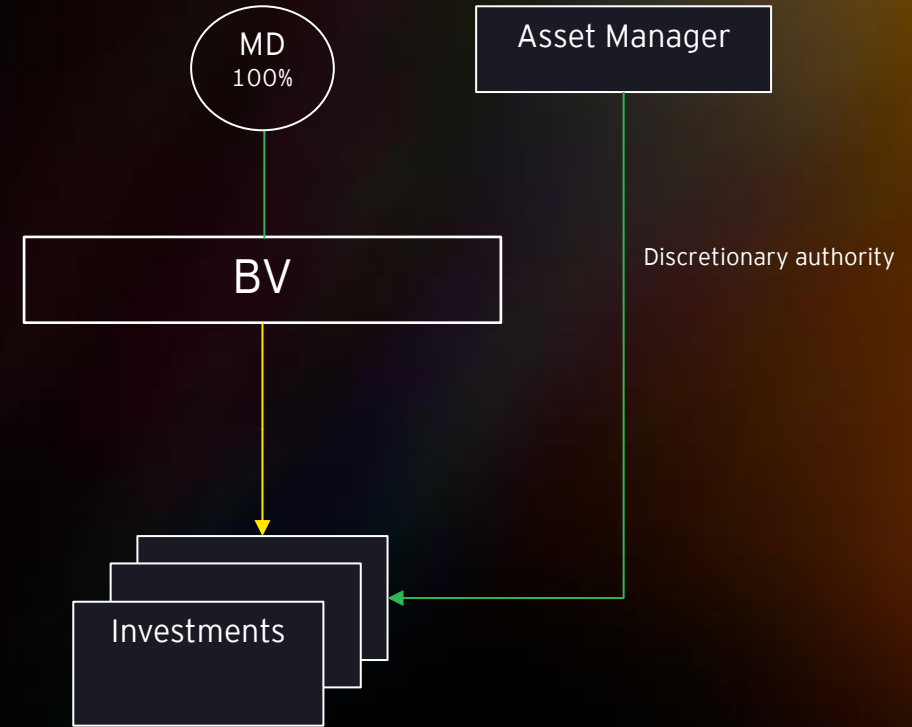 MD
100%
Asset Manager
BV
Discretionary authority
Investments